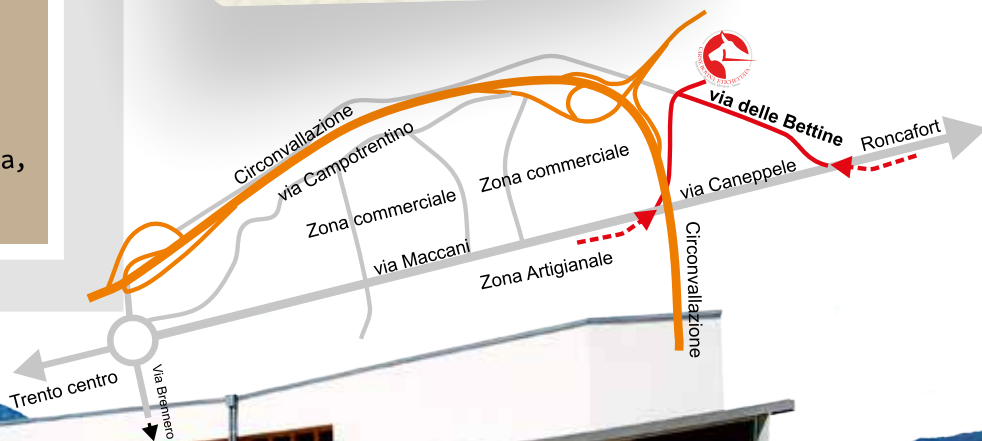 a,
Circonvallazione
via Campotrentino
Zona commerciale
Zona commerciale
via delle Bettine
Roncafort
via Caneppele
via Maccani
Zona Artigianale
Circonvallazione
Trento centro
Via Brennero